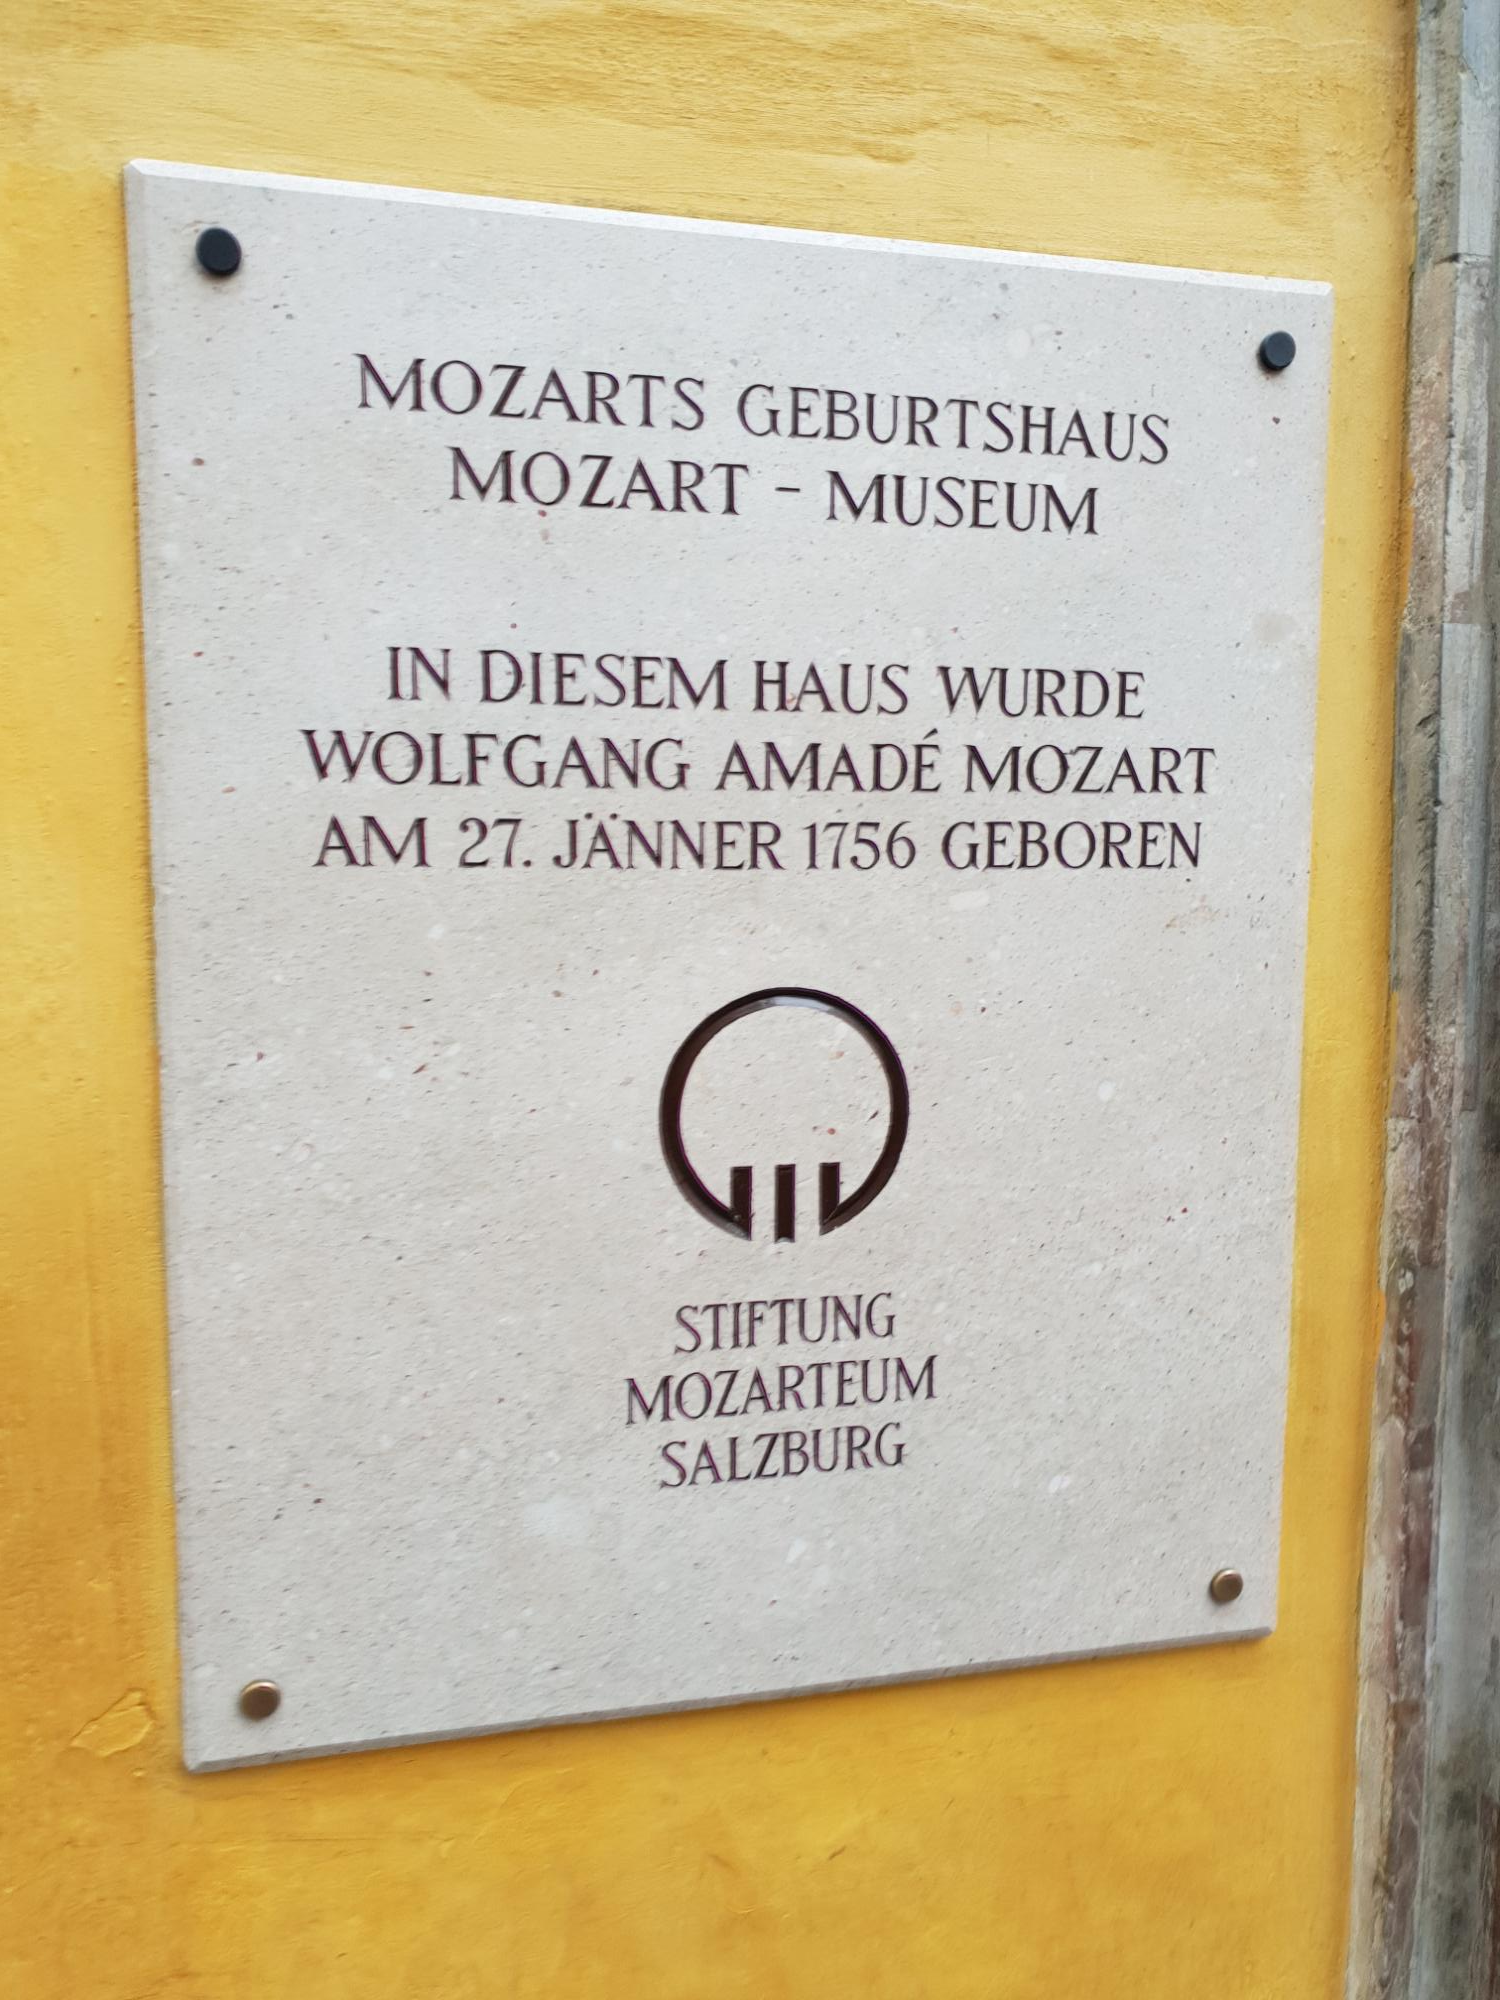 MOZARTS GEBURTSHAUS
MOZART - MUSEUM
IN DIESEM HAUS WURDE
WOLFGANG AMADÉ MOZART
AM 27. JÄNNER 1756 GEBOREN
STIFTUNG
MOZARTEUM
SALZBURG